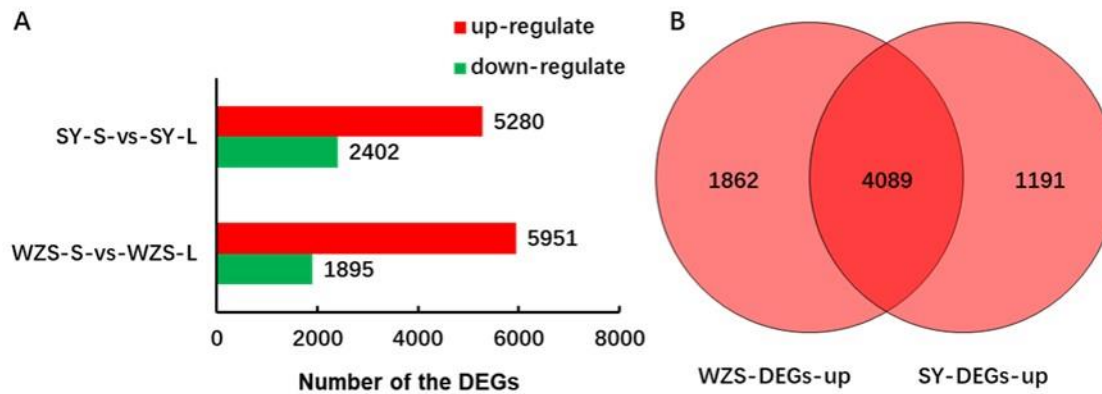 A
up-regulate
down-regulate
SY-S-vs-SY-L
5280
2402
WZS-S-vs-WZS-L
5951
1895
0 2000 4000 6000 8000
Number of the DEGs
B
1862 4089 1191
WZS-DEGs-up SY-DEGs-up